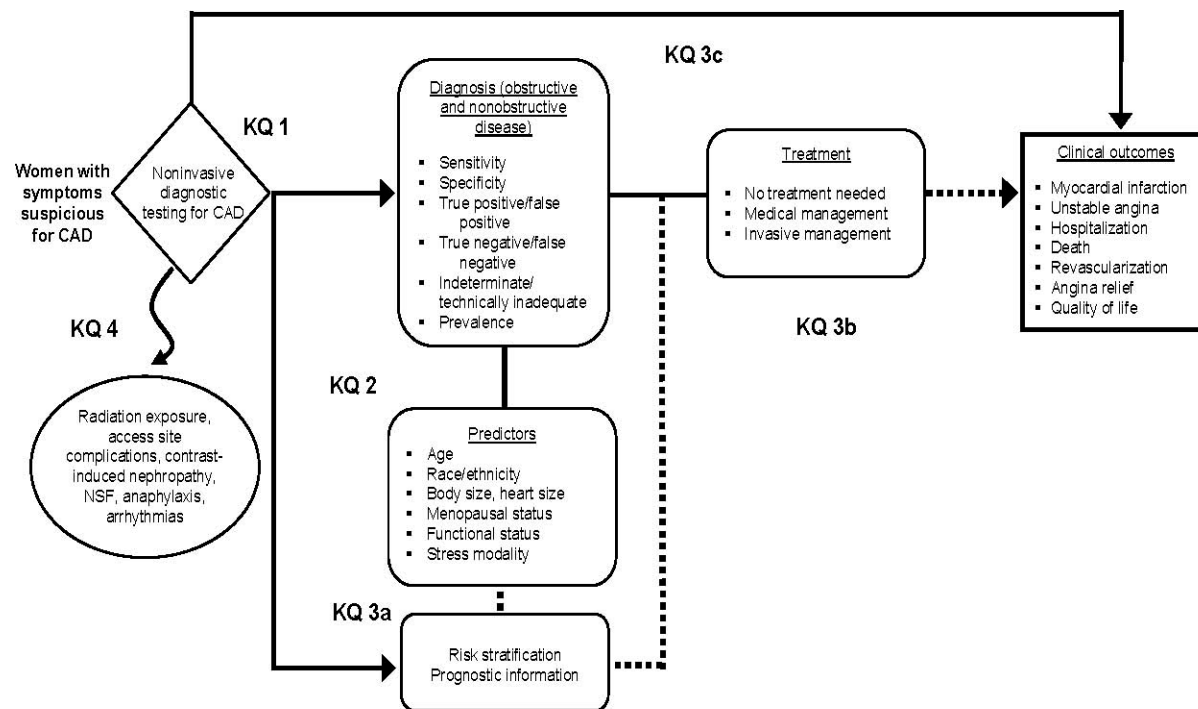 KQ 3c
KQ 1
Women with
symptoms
suspicious
for CAD
Noninvasive
diagnostic
testing for CAD
KQ 4
Radiation exposure,
access site
complications, contrast-
induced nephropathy,
NSF, anaphylaxis,
arrhythmias
Diagnosis (obstructive
and nonobstructive
disease)
▪ Sensitivity
▪ Specificity
▪ True positive/false
positive
▪ True negative/false
negative
▪ Indeterminate/
technically inadequate
▪ Prevalence
KQ 2
Predictors
▪ Age
▪ Race/ethnicity
▪ Body size, heart size
▪ Menopausal status
▪ Functional status
▪ Stress modality
KQ 3a
Risk stratification
Prognostic information
Treatment
▪ No treatment needed
▪ Medical management
▪ Invasive management
KQ 3b
Clinical outcomes
▪ Myocardial infarction
▪ Unstable angina
▪ Hospitalization
▪ Death
▪ Revascularization
▪ Angina relief
▪ Quality of life